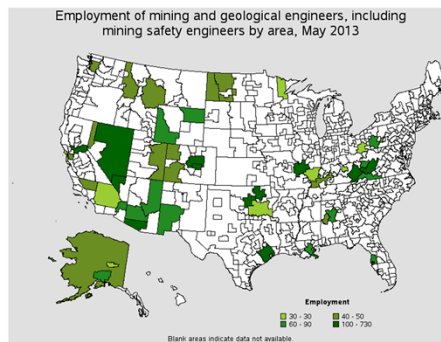 Employment of mining and geological engineers, including
mining safety engineers by area, May 2013
Employment
30 - 30 40 - 50
60 - 90 100 - 730
Blank areas indicate data not available.